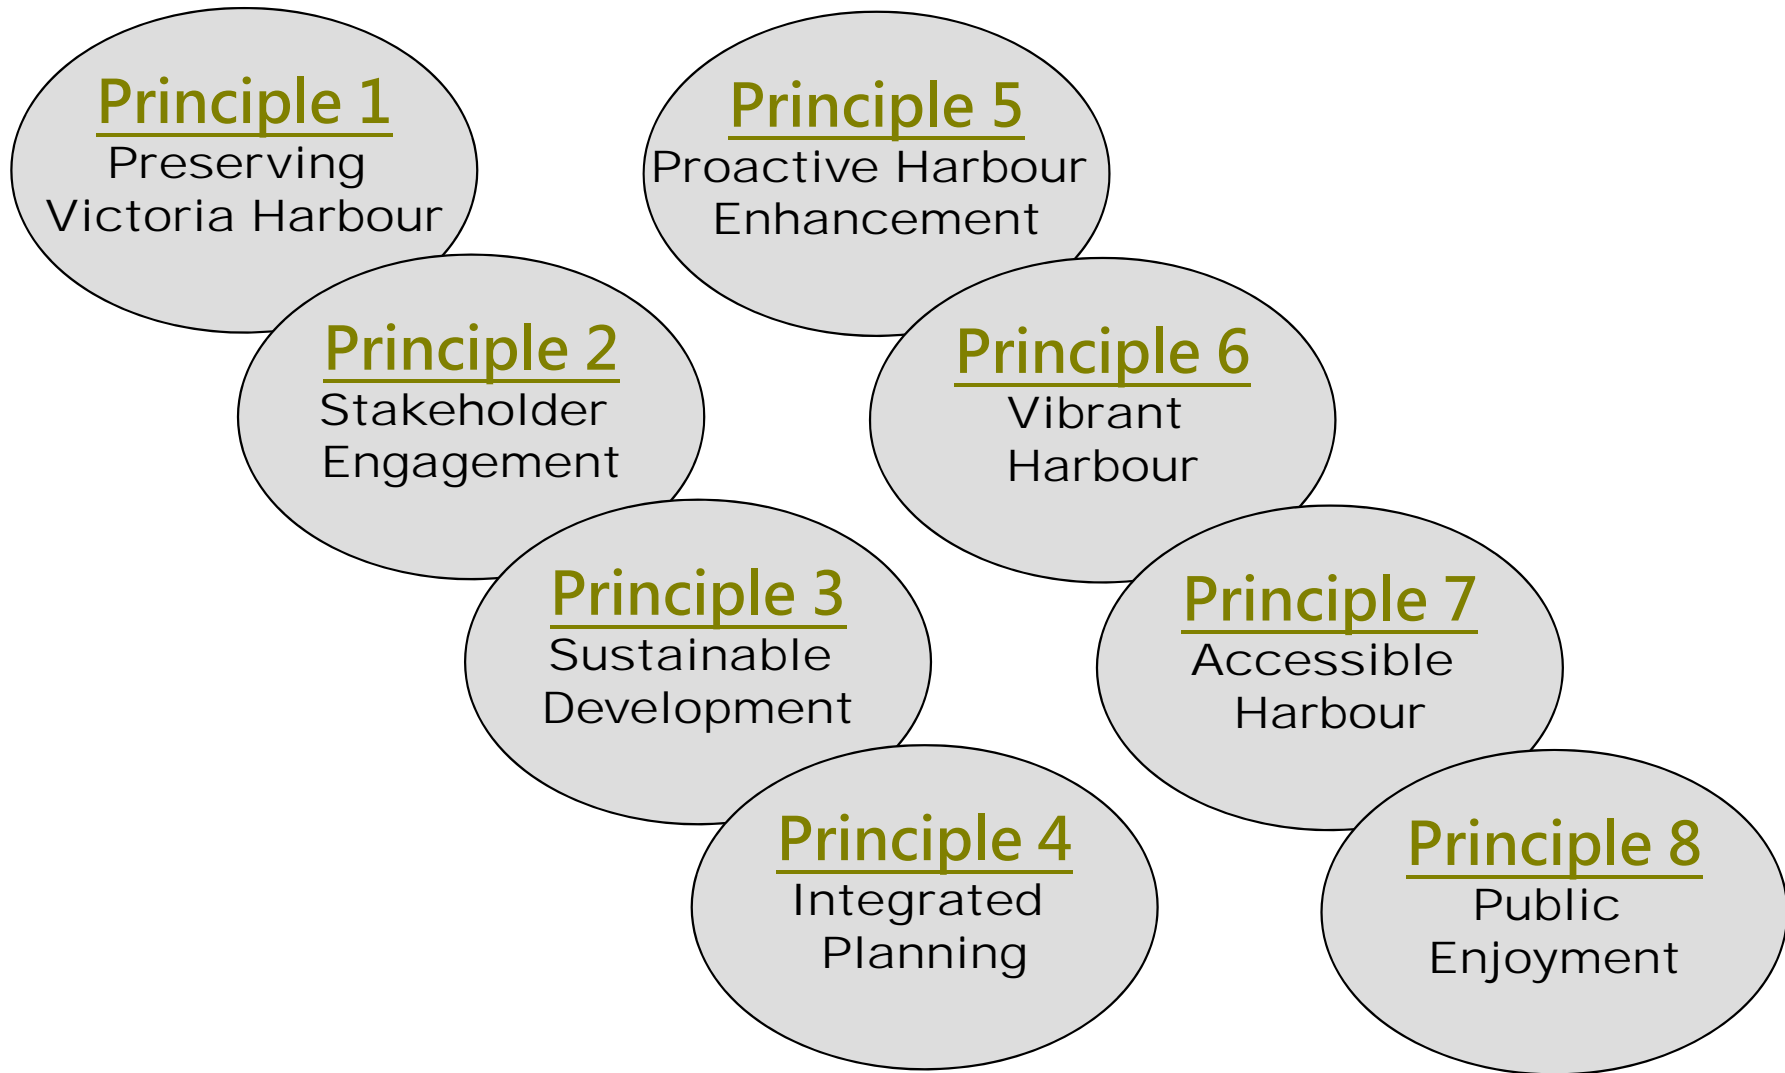 Principle 1
Preserving
Victoria Harbour
Principle 2
Stakeholder
Engagement
Principle 3
Sustainable
Development
Principle 4
Integrated
Planning
Principle 5
Proactive Harbour
Enhancement
Principle 6
Vibrant
Harbour
Principle 7
Accessible
Harbour
Principle 8
Public
Enjoyment